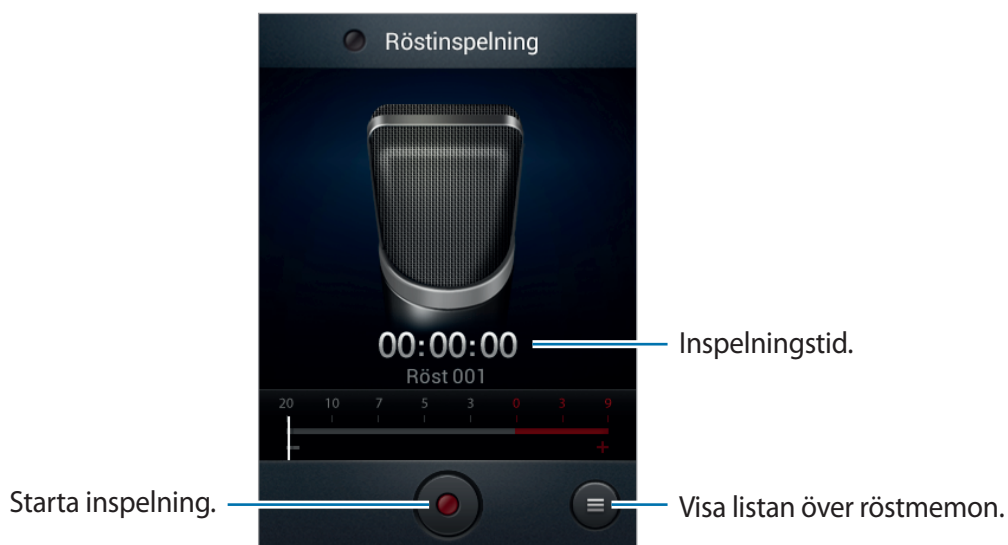 Röstinspelning
00:00:00
Inspelningstid.
Röst 001
20 10 7 5 3 0 3 9
- +
Starta inspelning.
Visa listan över röstmemon.